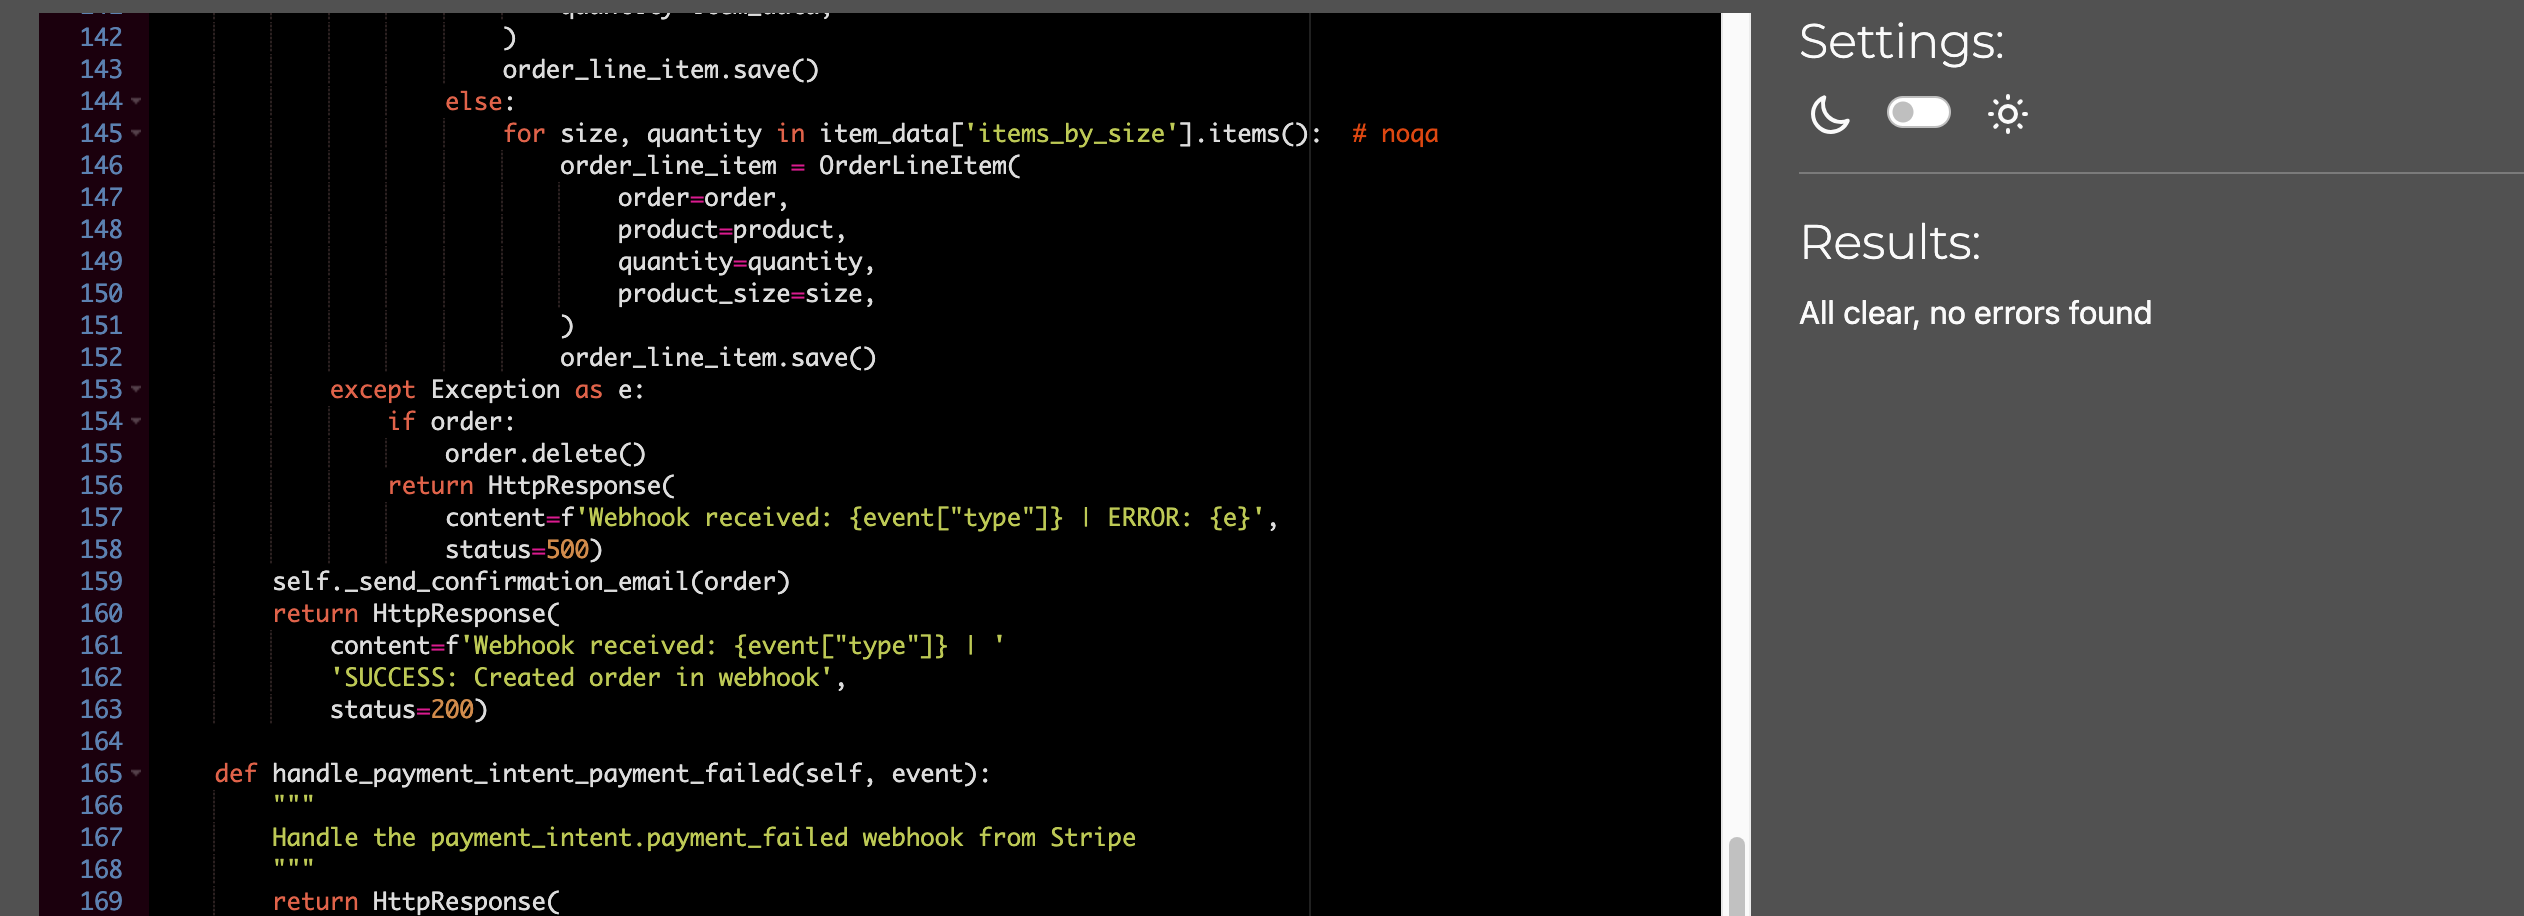 142 )
143 order_line_item.save()
144 else:
145 for size, quantity in item_data['items_by_size'].items():  # noqa
146 order_line_item = OrderLineItem(
147 order=order,
148 product=product,
149 quantity=quantity,
150 product_size=size,
151 )
152 order_line_item.save()
153 except Exception as e:
154 if order:
155 order.delete()
156 return HttpResponse(
157 content=f'Webhook received: {event["type"]} | ERROR: {e}',
158 status=500)
159 self._send_confirmation_email(order)
160 return HttpResponse(
161 content=f'Webhook received: {event["type"]} | '
162 'SUCCESS: Created order in webhook',
163 status=200)
164
165 def handle_payment_intent_payment_failed(self, event):
166 """
167 Handle the payment_intent.payment_failed webhook from Stripe
168 """
169 return HttpResponse(
Settings:
Results:
All clear, no errors found